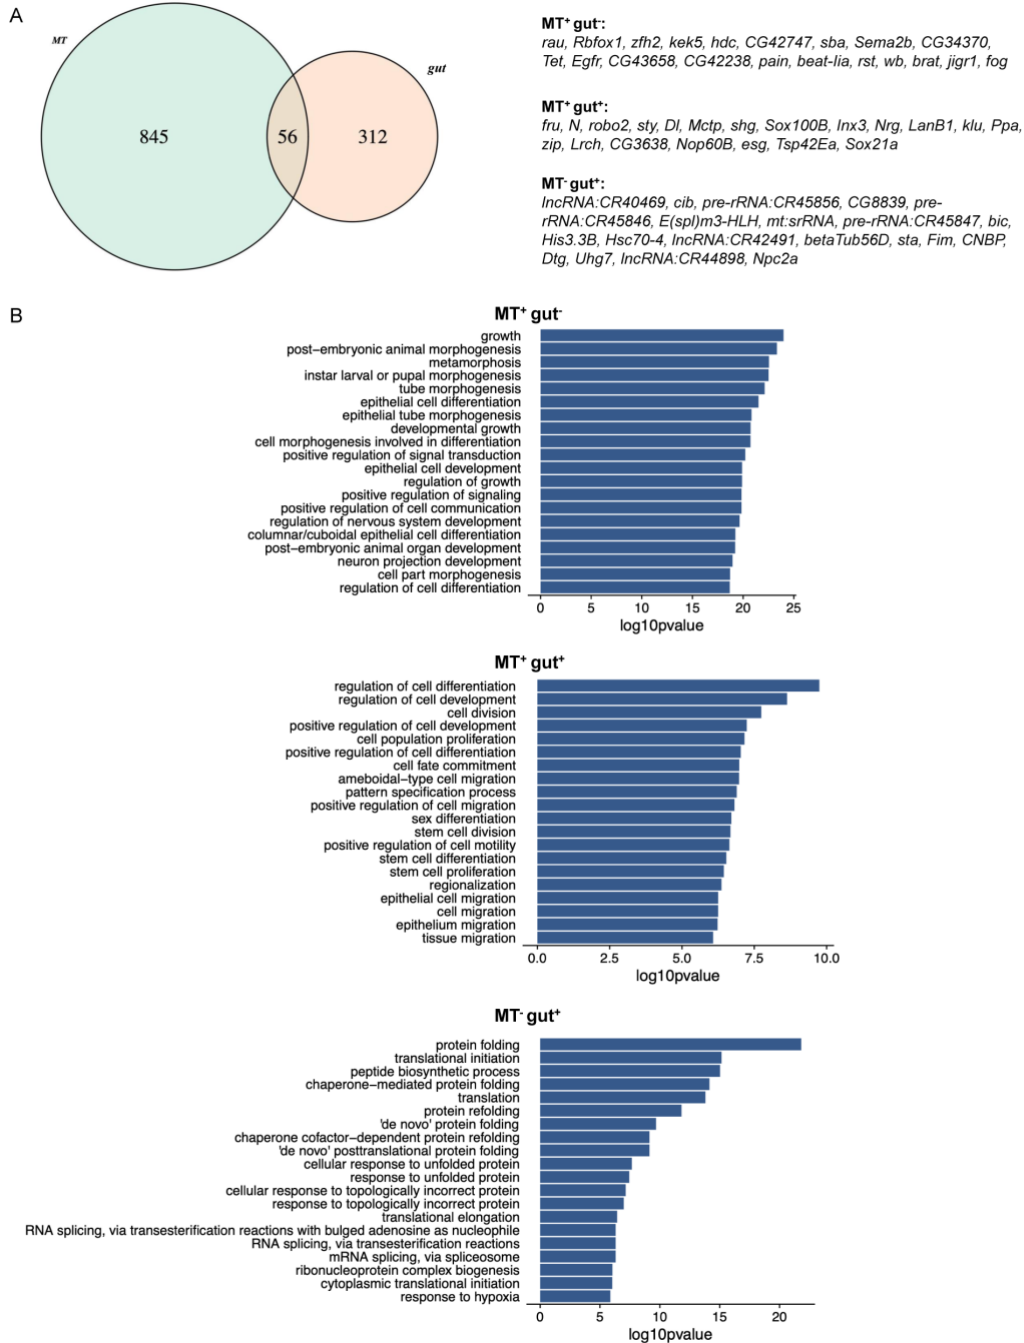 A
MT
gut
845
56
312
MT⁺ gut⁻:
rau, Rbfox1, zfh2, kek5, hdc, CG42747, sba, Sema2b, CG34370,
Tet, Egfr, CG43658, CG42238, pain, beat-Iia, rst, wb, brat, jigr1, fog
MT⁺ gut⁺:
fru, N, robo2, sty, Dl, Mctp, shg, Sox100B, Inx3, Nrg, LanB1, klu, Ppa,
zip, Lrch, CG3638, Nop60B, esg, Tsp42Ea, Sox21a
MT⁻ gut⁺:
lncRNA:CR40469, cib, pre-rRNA:CR45856, CG8839, pre-
rRNA:CR45846, E(spl)m3-HLH, mt:srRNA, pre-rRNA:CR45847, bic,
His3.3B, Hsc70-4, lncRNA:CR42491, betaTub56D, sta, Fim, CNBP,
Dtg, Uhg7, lncRNA:CR44898, Npc2a
B
MT⁺ gut⁻
growth
post−embryonic animal morphogenesis
metamorphosis
instar larval or pupal morphogenesis
tube morphogenesis
epithelial cell differentiation
epithelial tube morphogenesis
developmental growth
cell morphogenesis involved in differentiation
positive regulation of signal transduction
epithelial cell development
regulation of growth
positive regulation of signaling
positive regulation of cell communication
regulation of nervous system development
columnar/cuboidal epithelial cell differentiation
post−embryonic animal organ development
neuron projection development
cell part morphogenesis
regulation of cell differentiation
0 5 10 15 20 25
log10pvalue
MT⁺ gut⁺
regulation of cell differentiation
regulation of cell development
cell division
positive regulation of cell development
cell population proliferation
positive regulation of cell differentiation
cell fate commitment
ameboidal−type cell migration
pattern specification process
positive regulation of cell migration
sex differentiation
stem cell division
positive regulation of cell motility
stem cell differentiation
stem cell proliferation
regionalization
epithelial cell migration
cell migration
epithelium migration
tissue migration
0.0 2.5 5.0 7.5 10.0
log10pvalue
MT⁻ gut⁺
protein folding
translational initiation
peptide biosynthetic process
chaperone−mediated protein folding
translation
protein refolding
'de novo' protein folding
chaperone cofactor−dependent protein refolding
'de novo' posttranslational protein folding
cellular response to unfolded protein
response to unfolded protein
cellular response to topologically incorrect protein
response to topologically incorrect protein
translational elongation
RNA splicing, via transesterification reactions with bulged adenosine as nucleophile
RNA splicing, via transesterification reactions
mRNA splicing, via spliceosome
ribonucleoprotein complex biogenesis
cytoplasmic translational initiation
response to hypoxia
0 5 10 15 20
log10pvalue